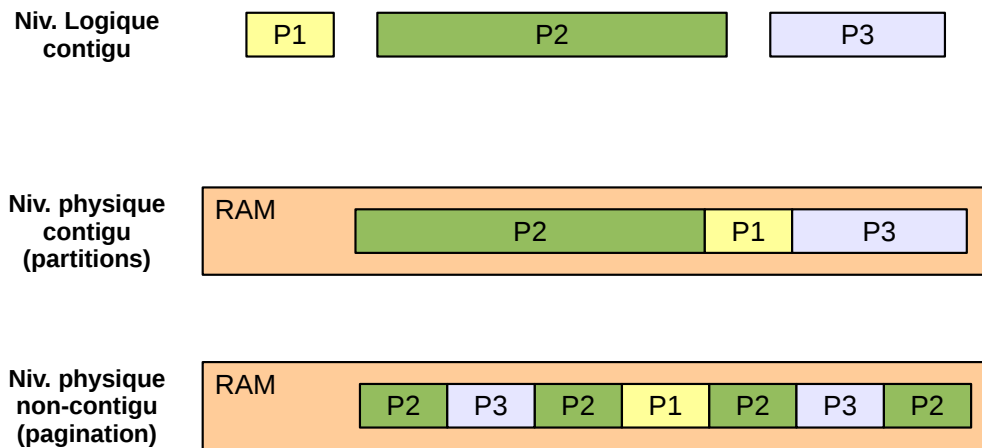 Niv. Logique
contigu
P1
P2
P3
Niv. physique
contigu
(partitions)
RAM
P2
P1
P3
Niv. physique
non-contigu
(pagination)
RAM
P2
P3
P2
P1
P2
P3
P2